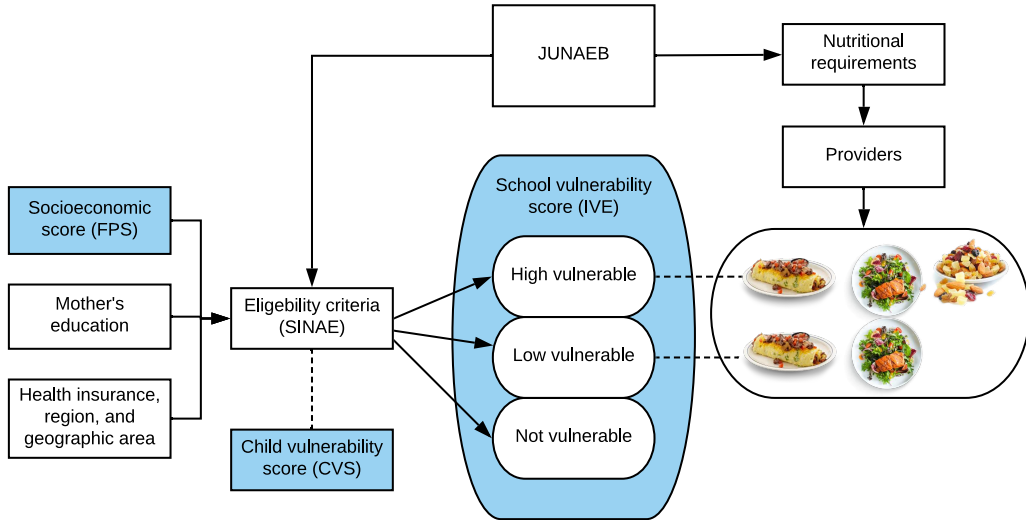 JUNAEB
Nutritional
requirements
Providers
School vulnerability
score (IVE)
Socioeconomic
score (FPS)
High vulnerable
Mother's
education
Eligebility criteria
(SINAE)
Low vulnerable
Health insurance,
region, and
geographic area
Not vulnerable
Child vulnerability
score (CVS)